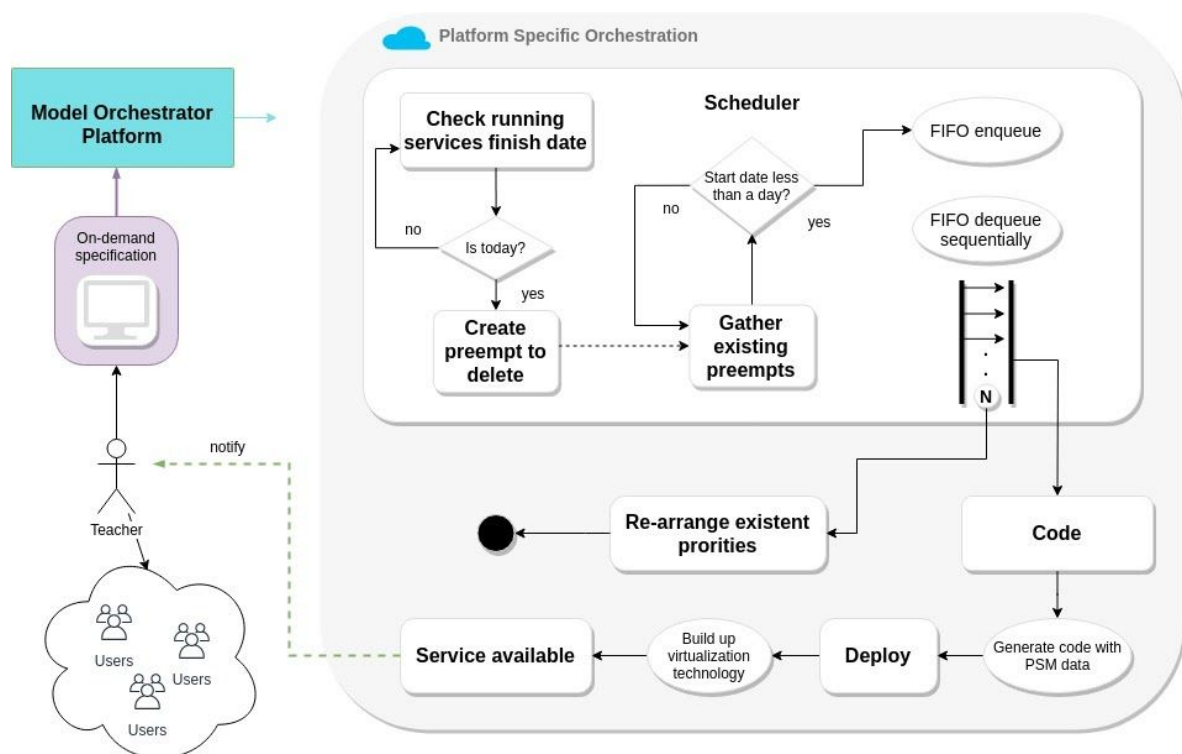 Platform Specific Orchestration
Model Orchestrator
Platform
On-demand
specification
Teacher
Users
Users
Users
notify
Scheduler
Check running
services finish date
Is today?
no
yes
Create
preempt to
delete
Gather
existing
preempts
Start date less
than a day?
no
yes
FIFO enqueue
FIFO dequeue
sequentially
N
Re-arrange existent
prorities
Code
Generate code with
PSM data
Deploy
Build up
virtualization
technology
Service available